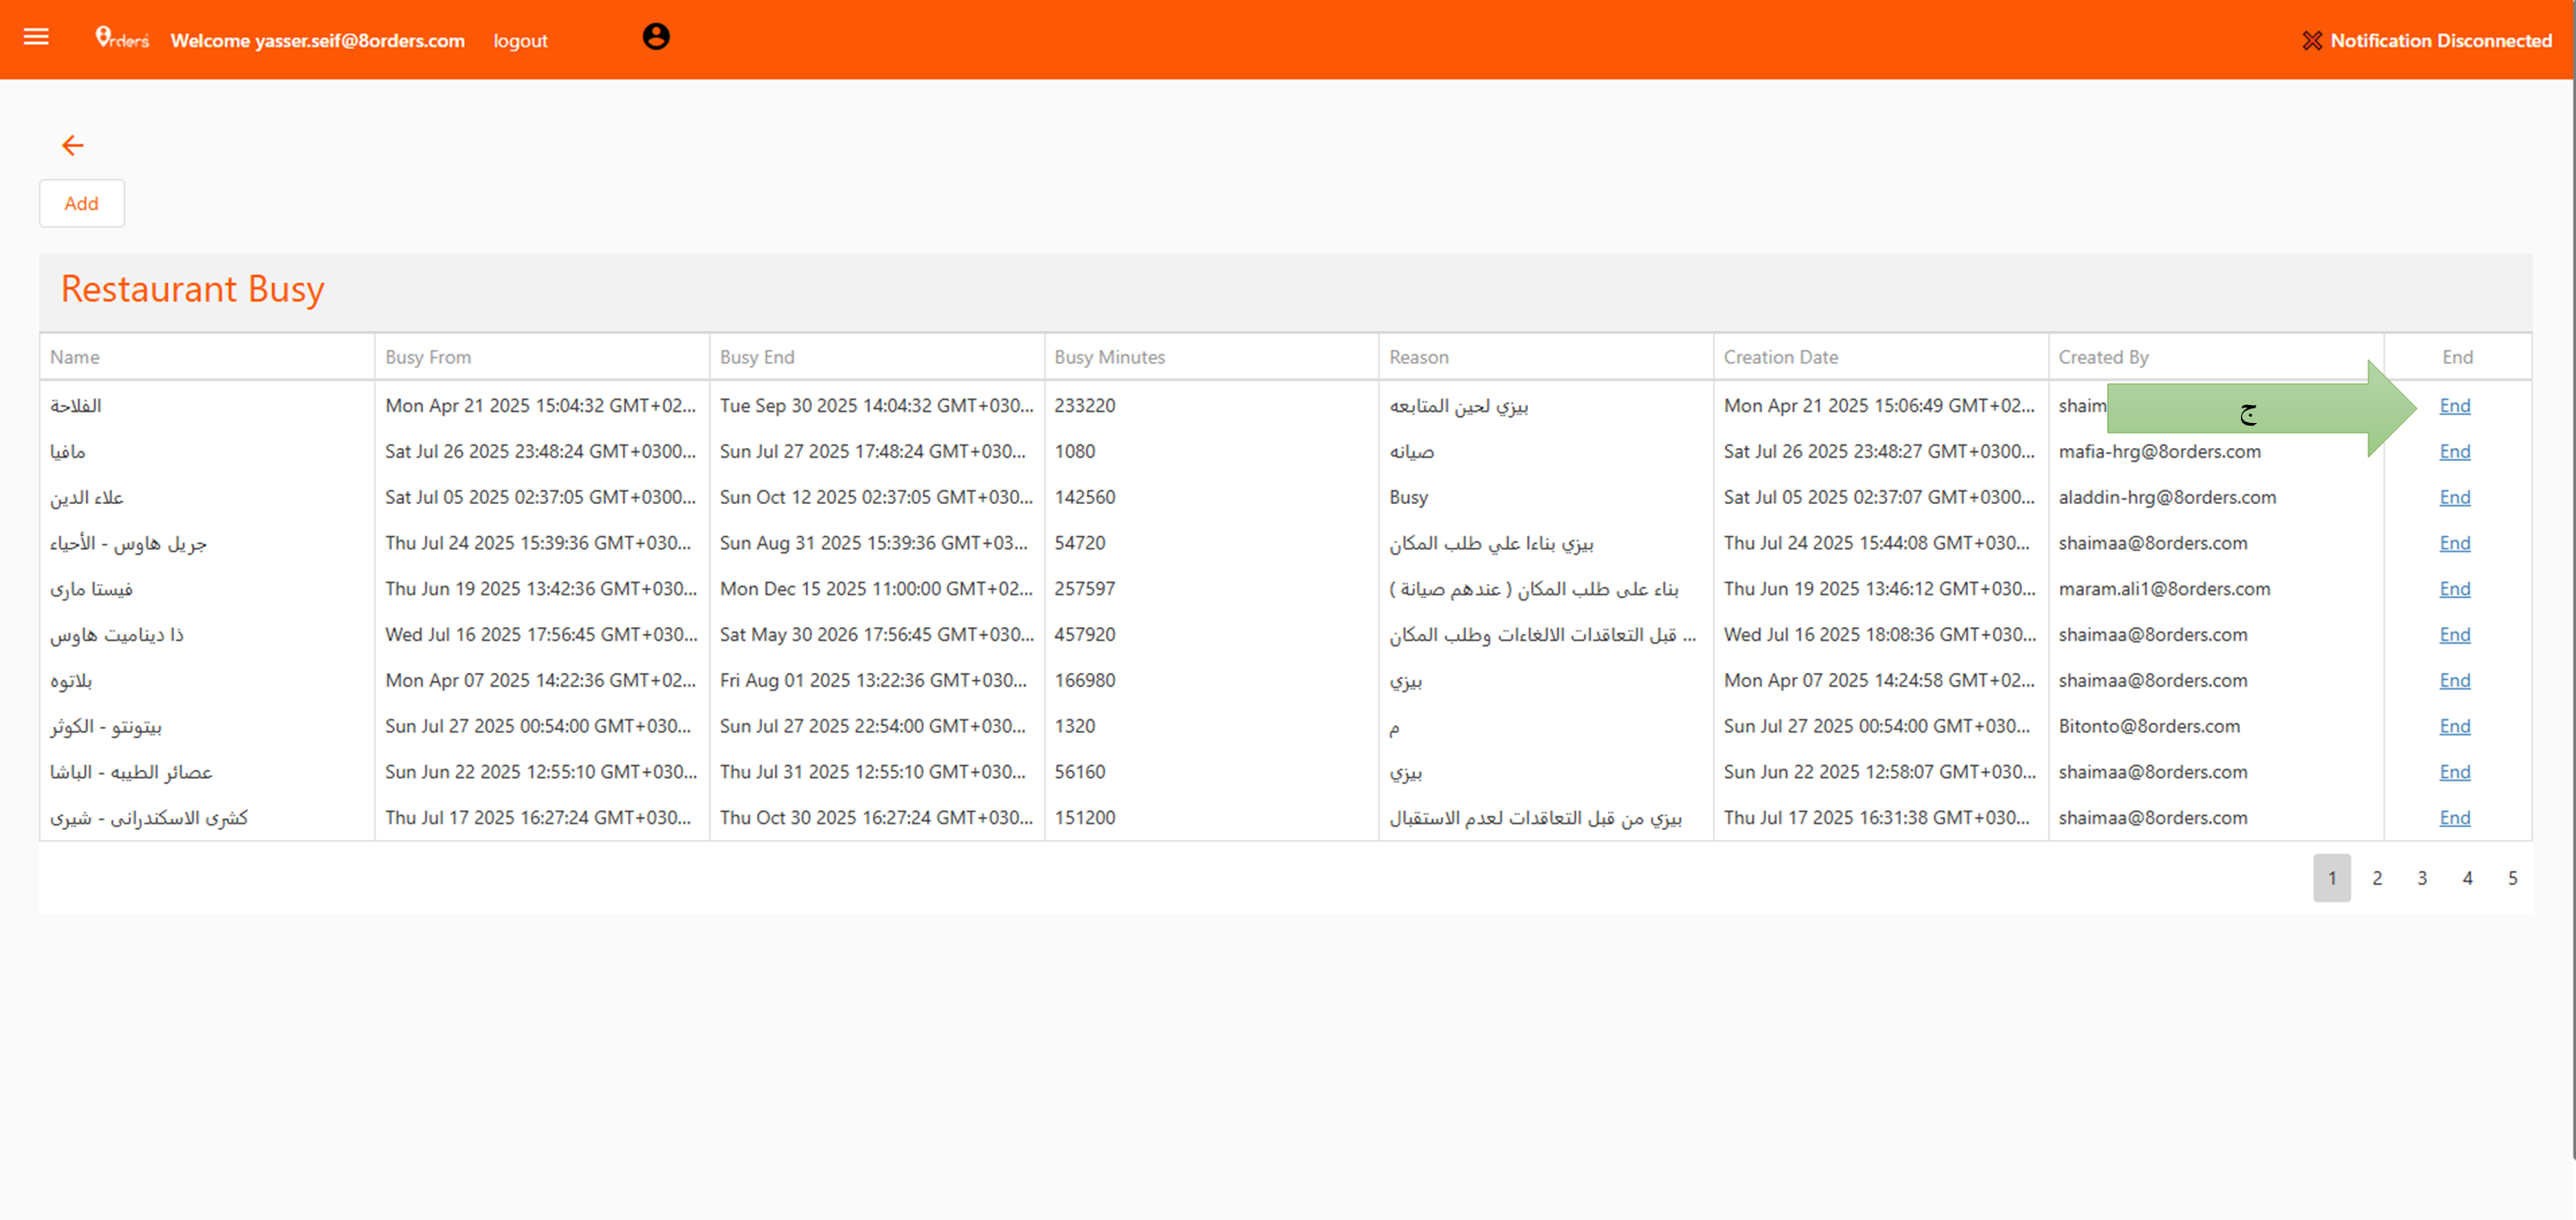 8rders Welcome yasser.seif@8orders.com logout Notification Disconnected
Add
Restaurant Busy
Name Busy From Busy End Busy Minutes Reason Creation Date Created By End
الفلاحة Mon Apr 21 2025 15:04:32 GMT+02... Tue Sep 30 2025 14:04:32 GMT+030... 233220 بيزي لحين المتابعه Mon Apr 21 2025 15:06:49 GMT+02... shaim ج End
مافيا Sat Jul 26 2025 23:48:24 GMT+0300... Sun Jul 27 2025 17:48:24 GMT+030... 1080 صيانه Sat Jul 26 2025 23:48:27 GMT+0300... mafia-hrg@8orders.com End
علاء الدين Sat Jul 05 2025 02:37:05 GMT+0300... Sun Oct 12 2025 02:37:05 GMT+030... 142560 Busy Sat Jul 05 2025 02:37:07 GMT+0300... aladdin-hrg@8orders.com End
جريل هاوس - الأحياء Thu Jul 24 2025 15:39:36 GMT+030... Sun Aug 31 2025 15:39:36 GMT+03... 54720 بيزي بناءا علي طلب المكان Thu Jul 24 2025 15:44:08 GMT+030... shaimaa@8orders.com End
فيستا مارى Thu Jun 19 2025 13:42:36 GMT+030... Mon Dec 15 2025 11:00:00 GMT+02... 257597 بناء على طلب المكان ( عندهم صيانة ) Thu Jun 19 2025 13:46:12 GMT+030... maram.ali1@8orders.com End
ذا ديناميت هاوس Wed Jul 16 2025 17:56:45 GMT+030... Sat May 30 2026 17:56:45 GMT+030... 457920 قبل التعاقدات الالغاءات وطلب المكان ... Wed Jul 16 2025 18:08:36 GMT+030... shaimaa@8orders.com End
بلاتوه Mon Apr 07 2025 14:22:36 GMT+02... Fri Aug 01 2025 13:22:36 GMT+030... 166980 بيزي Mon Apr 07 2025 14:24:58 GMT+02... shaimaa@8orders.com End
بيتونتو - الكوثر Sun Jul 27 2025 00:54:00 GMT+030... Sun Jul 27 2025 22:54:00 GMT+030... 1320 م Sun Jul 27 2025 00:54:00 GMT+030... Bitonto@8orders.com End
عصائر الطيبه - الباشا Sun Jun 22 2025 12:55:10 GMT+030... Thu Jul 31 2025 12:55:10 GMT+030... 56160 بيزي Sun Jun 22 2025 12:58:07 GMT+030... shaimaa@8orders.com End
كشرى الاسكندرانى - شيرى Thu Jul 17 2025 16:27:24 GMT+030... Thu Oct 30 2025 16:27:24 GMT+030... 151200 بيزي من قبل التعاقدات لعدم الاستقبال Thu Jul 17 2025 16:31:38 GMT+030... shaimaa@8orders.com End
1 2 3 4 5